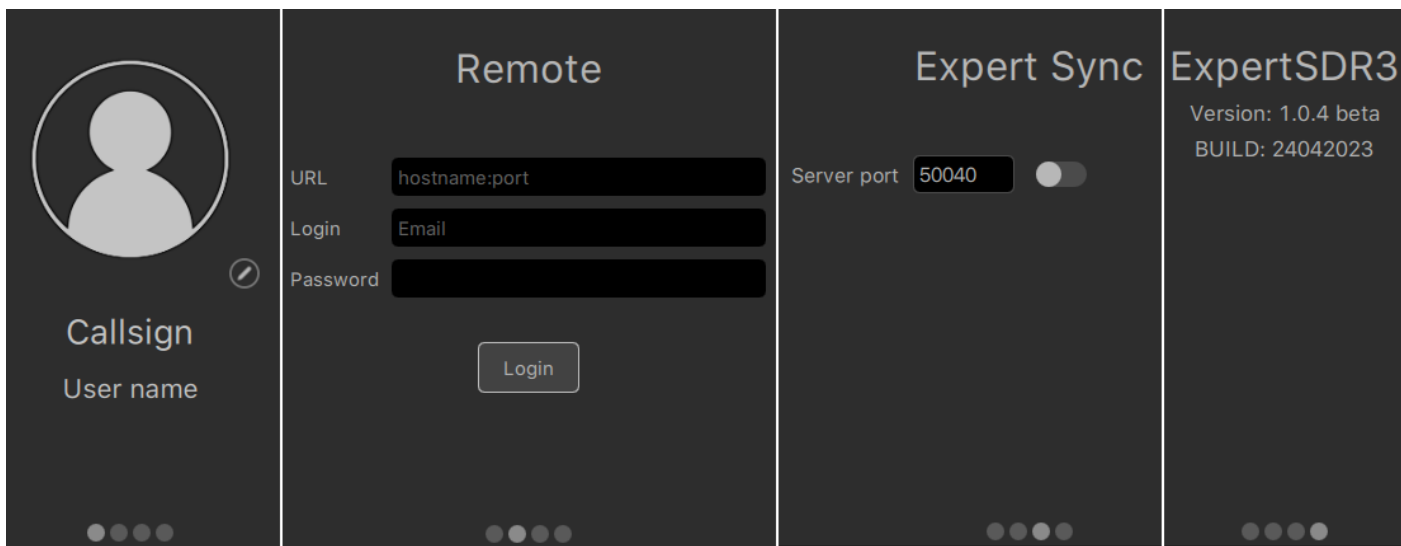 Callsign
User name
Remote
URL hostname:port
Login Email
Password
Login
Expert Sync
Server port 50040
ExpertSDR3
Version: 1.0.4 beta
BUILD: 24042023